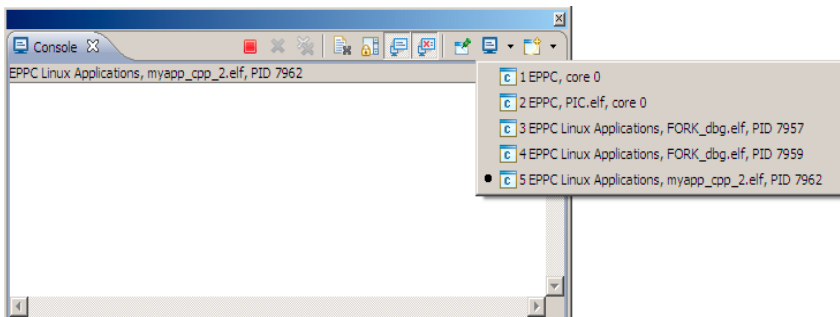 Console
EPPC Linux Applications, myapp_cpp_2.elf, PID 7962
1 EPPC, core 0
2 EPPC, PIC.elf, core 0
3 EPPC Linux Applications, FORK_dbg.elf, PID 7957
4 EPPC Linux Applications, FORK_dbg.elf, PID 7959
5 EPPC Linux Applications, myapp_cpp_2.elf, PID 7962